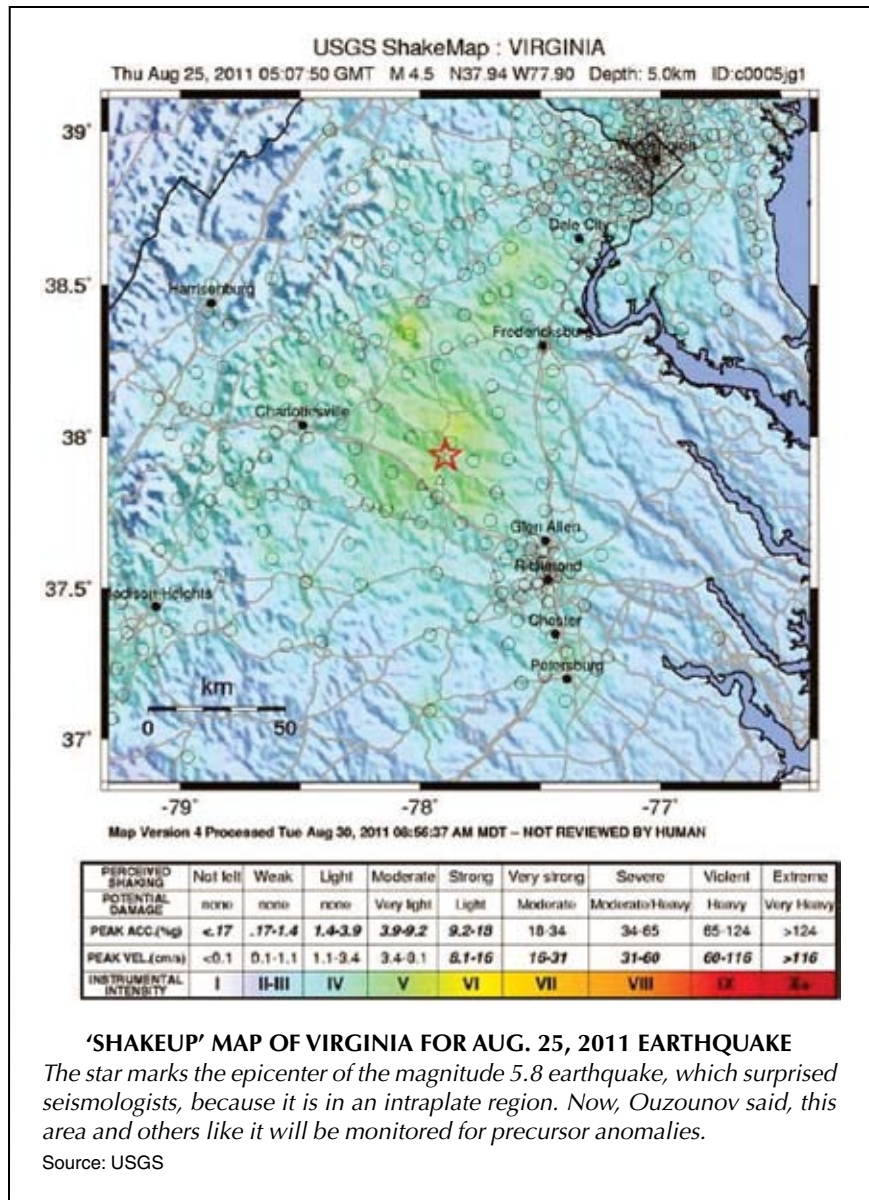 USGS ShakeMap : VIRGINIA
Thu Aug 25, 2011 05:07:50 GMT M 4.5 N37.94 W77.90 Depth: 5.0km ID:c0005jg1
39°
Washington
Dale City
38.5°
Harrisonburg
Fredericksburg
Charlottesville
38°
Glen Allen
Richmond
37.5°
Madison Heights
Chester
Petersburg
km
0 50
37°
-79° -78° -77°
Map Version 4 Processed Tue Aug 30, 2011 08:56:37 AM MDT – NOT REVIEWED BY HUMAN
PERCEIVED SHAKING Not felt Weak Light Moderate Strong Very strong Severe Violent Extreme
POTENTIAL DAMAGE none none none Very light Light Moderate Moderate/Heavy Heavy Very Heavy
PEAK ACC.(%g) <.17 .17-1.4 1.4-3.9 3.9-9.2 9.2-18 18-34 34-65 65-124 >124
PEAK VEL.(cm/s) <0.1 0.1-1.1 1.1-3.4 3.4-8.1 8.1-16 16-31 31-60 60-116 >116
INSTRUMENTAL INTENSITY I II-III IV V VI VII VIII IX X+
‘SHAKEUP’ MAP OF VIRGINIA FOR AUG. 25, 2011 EARTHQUAKE
The star marks the epicenter of the magnitude 5.8 earthquake, which surprised
seismologists, because it is in an intraplate region. Now, Ouzounov said, this
area and others like it will be monitored for precursor anomalies.
Source: USGS